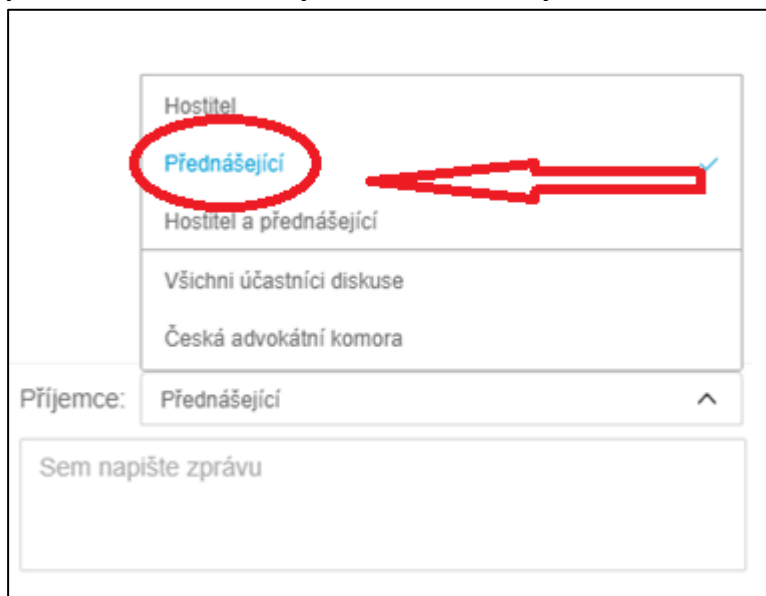 Hostitel
Přednášející
Hostitel a přednášející
Všichni účastníci diskuse
Česká advokátní komora
Příjemce: Přednášející
Sem napište zprávu